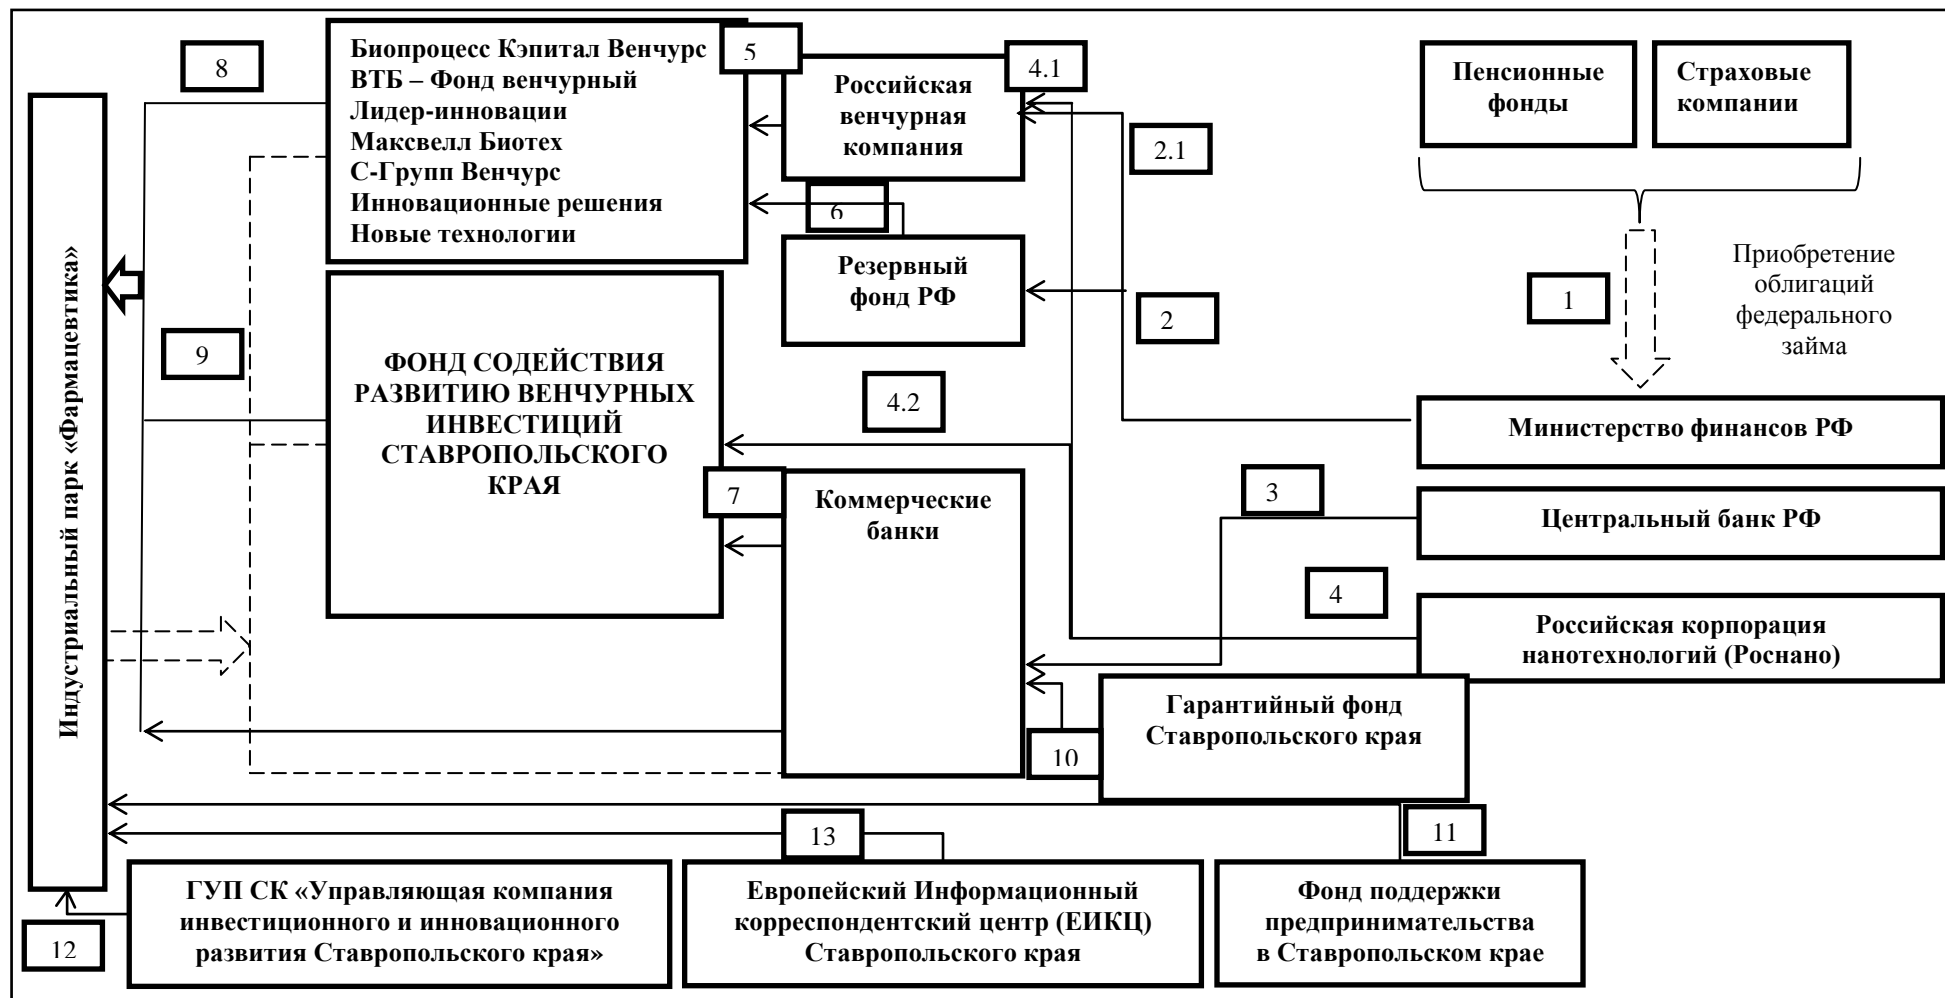 8
Биопроцесс Кэпитал Венчурс
ВТБ – Фонд венчурный
Лидер-инновации
Максвелл Биотех
С-Групп Венчурс
Инновационные решения
Новые технологии
5
Российская
венчурная
компания
4.1
2.1
Пенсионные
фонды
Страховые
компании
6
Резервный
фонд РФ
2
1
Приобретение
облигаций
федерального
займа
Индустриальный парк «Фармацевтика»
9
ФОНД СОДЕЙСТВИЯ
РАЗВИТИЮ ВЕНЧУРНЫХ
ИНВЕСТИЦИЙ
СТАВРОПОЛЬСКОГО
КРАЯ
4.2
Министерство финансов РФ
7
Коммерческие
банки
3
Центральный банк РФ
4
Российская корпорация
нанотехнологий (Роснано)
Гарантийный фонд
Ставропольского края
10
11
13
12
ГУП СК «Управляющая компания
инвестиционного и инновационного
развития Ставропольского края»
Европейский Информационный
корреспондентский центр (ЕИКЦ)
Ставропольского края
Фонд поддержки
предпринимательства
в Ставропольском крае